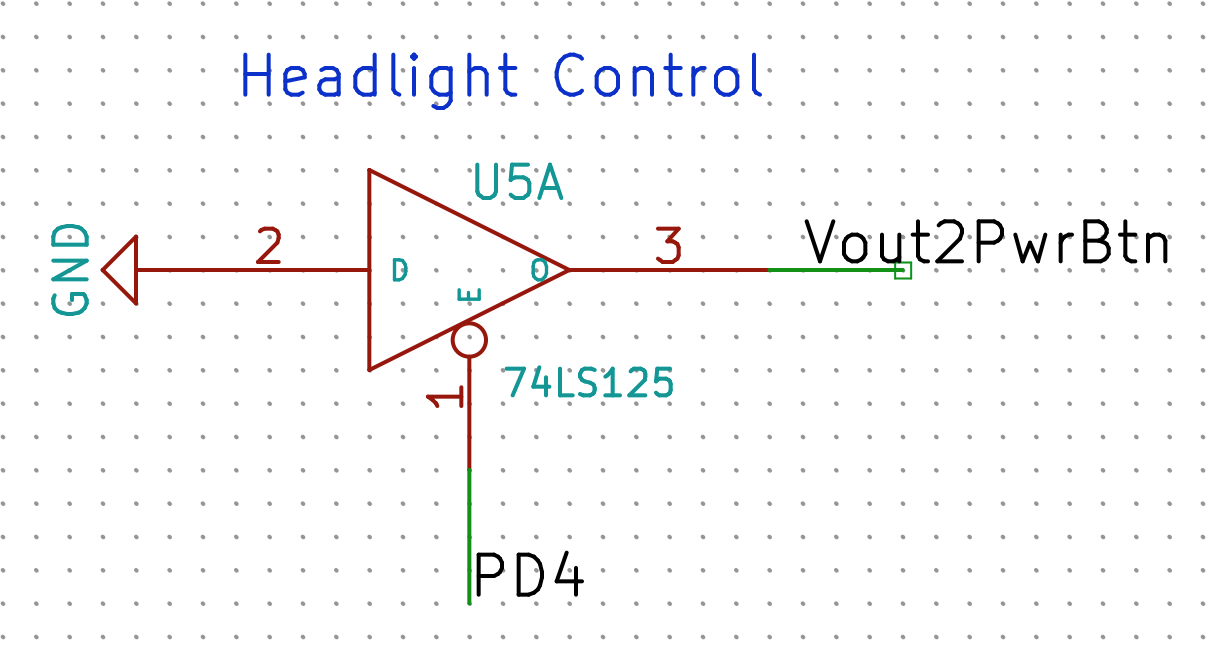 Headlight Control
U5A
GND
2
3
Vout2PwrBtn
D
O
E
1
74LS125
PD4